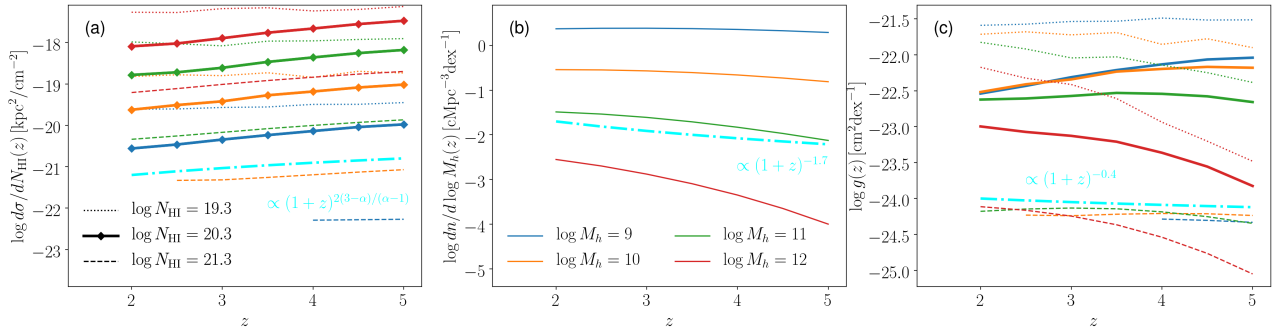 (a)
log dσ/dN_HI(z) [kpc²/cm⁻²]
−18
−19
−20
−21
−22
−23
∝ (1 + z)^{2(3−α)/(α−1)}
log N_HI = 19.3
log N_HI = 20.3
log N_HI = 21.3
2
3
4
5
z
(b)
log dn/d log M_h(z) [cMpc⁻³dex⁻¹]
0
−1
−2
−3
−4
−5
∝ (1 + z)^{−1.7}
log M_h = 9
log M_h = 10
log M_h = 11
log M_h = 12
2
3
4
5
z
(c)
log g(z) [cm²dex⁻¹]
−21.5
−22.0
−22.5
−23.0
−23.5
−24.0
−24.5
−25.0
∝ (1 + z)^{−0.4}
2
3
4
5
z